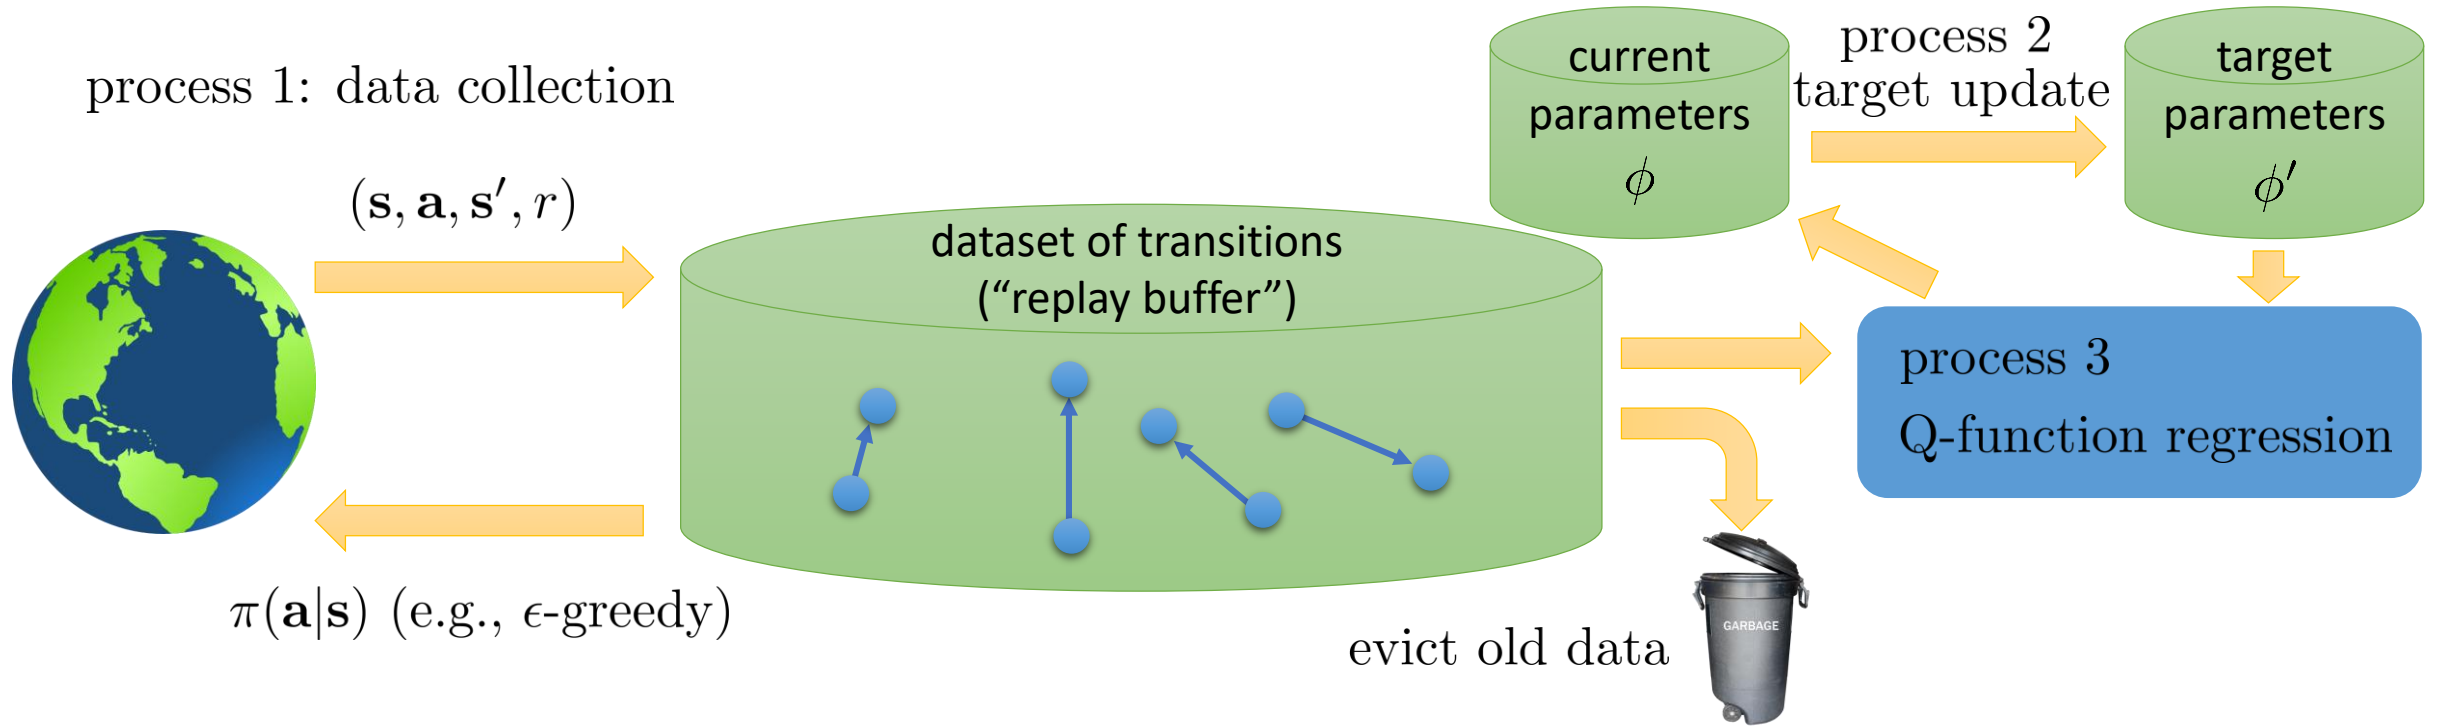 process 1: data collection
(s, a, s′, r)
π(a|s) (e.g., ϵ-greedy)
dataset of transitions
(“replay buffer”)
current
parameters
ϕ
process 2
target update
target
parameters
ϕ′
process 3
Q-function regression
evict old data
GARBAGE